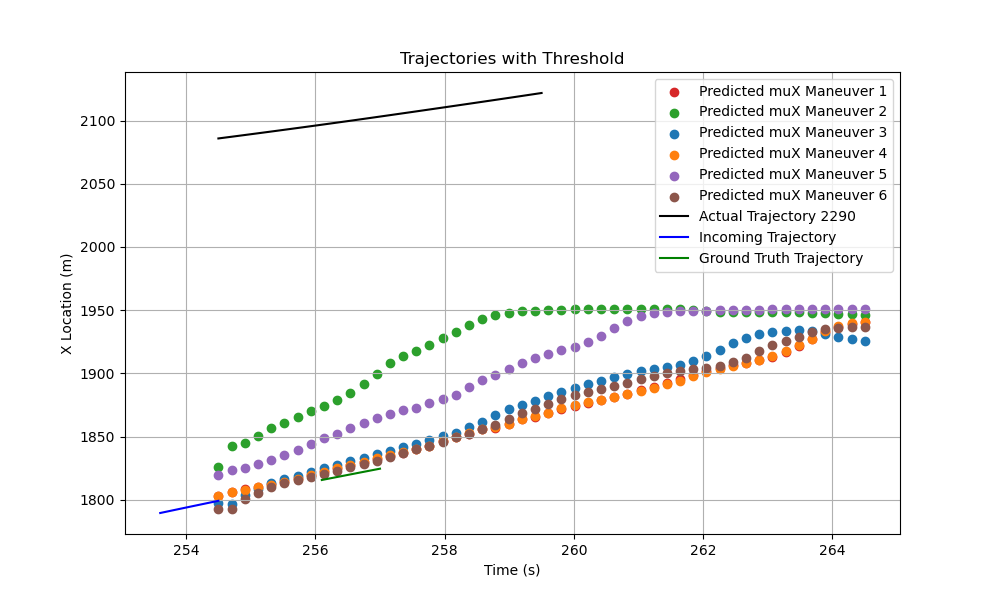 Trajectories with Threshold
Predicted muX Maneuver 1
Predicted muX Maneuver 2
Predicted muX Maneuver 3
Predicted muX Maneuver 4
Predicted muX Maneuver 5
Predicted muX Maneuver 6
Actual Trajectory 2290
Incoming Trajectory
Ground Truth Trajectory
X Location (m)
2100
2050
2000
1950
1900
1850
1800
254 256 258 260 262 264
Time (s)